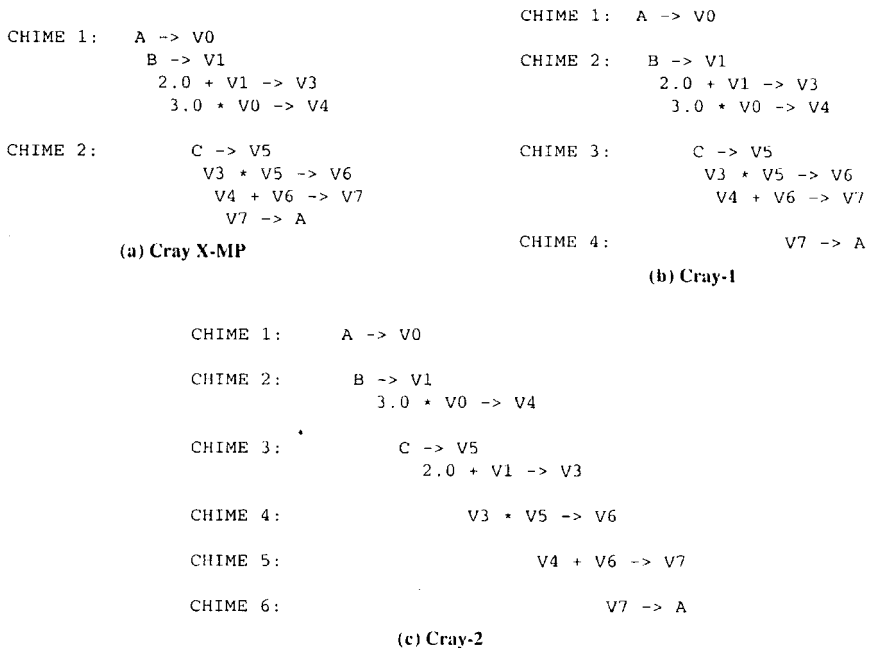 CHIME 1: A -> V0
B -> V1
2.0 + V1 -> V3
3.0 * V0 -> V4
CHIME 2: C -> V5
V3 * V5 -> V6
V4 + V6 -> V7
V7 -> A
(a) Cray X-MP
CHIME 1: A -> V0
CHIME 2: B -> V1
2.0 + V1 -> V3
3.0 * V0 -> V4
CHIME 3: C -> V5
V3 * V5 -> V6
V4 + V6 -> V7
CHIME 4: V7 -> A
(b) Cray-1
CHIME 1: A -> V0
CHIME 2: B -> V1
3.0 * V0 -> V4
CHIME 3: C -> V5
2.0 + V1 -> V3
CHIME 4: V3 * V5 -> V6
CHIME 5: V4 + V6 -> V7
CHIME 6: V7 -> A
(c) Cray-2